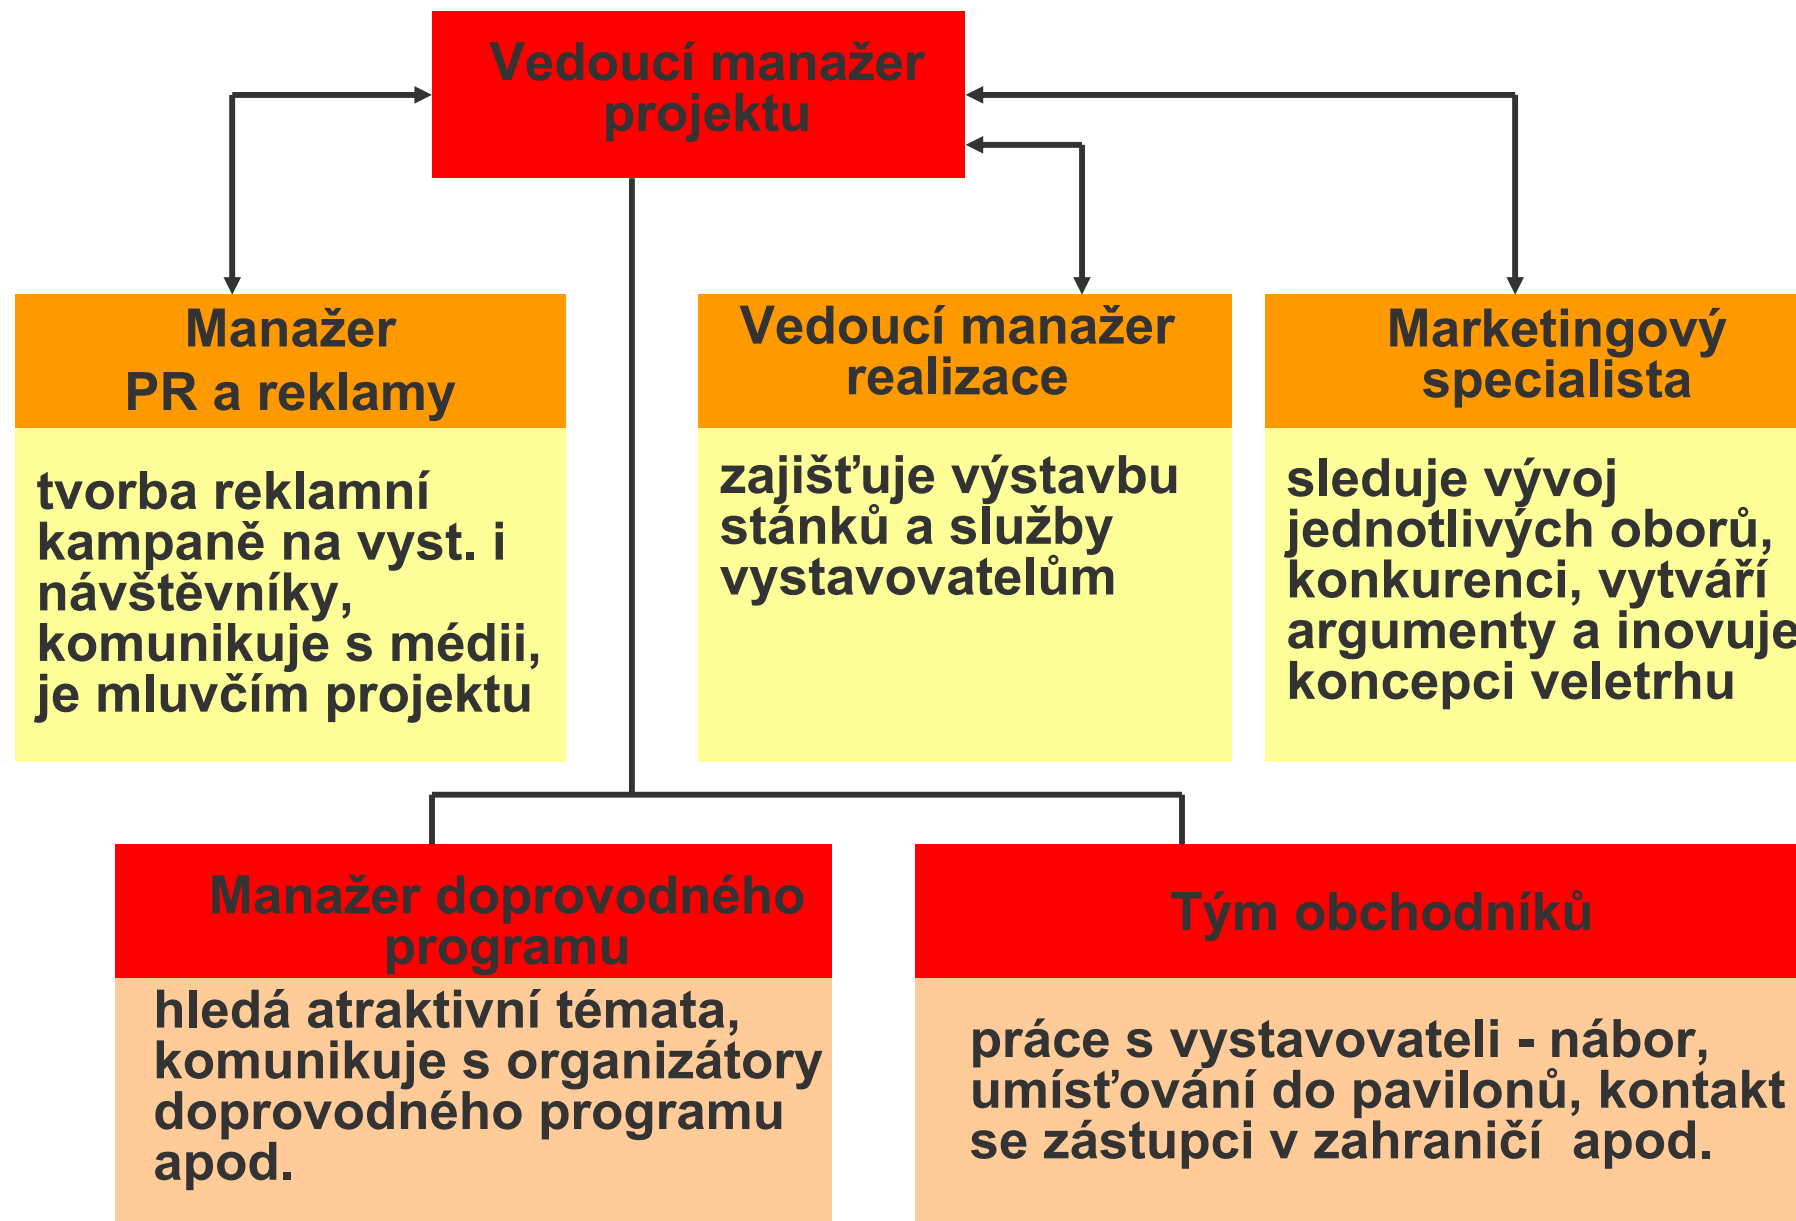 Vedoucí manažer
projektu
Manažer
PR a reklamy
tvorba reklamní
kampaně na vyst. i
návštěvníky,
komunikuje s médii,
je mluvčím projektu
Vedoucí manažer
realizace
zajišťuje výstavbu
stánků a služby
vystavovatelům
Marketingový
specialista
sleduje vývoj
jednotlivých oborů,
konkurenci, vytváří
argumenty a inovuje
koncepci veletrhu
Manažer doprovodného
programu
hledá atraktivní témata,
komunikuje s organizátory
doprovodného programu
apod.
Tým obchodníků
práce s vystavovateli - nábor,
umísťování do pavilonů, kontakt
se zástupci v zahraničí  apod.